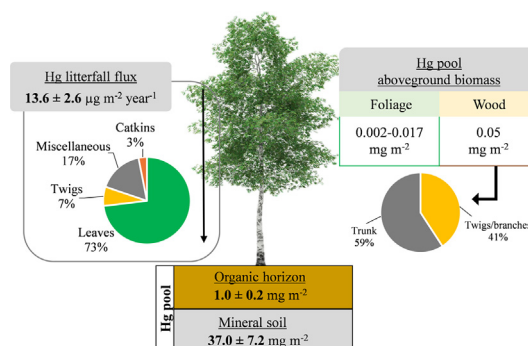 Hg litterfall flux
13.6 ± 2.6 µg m-2 year-1
Catkins
3%
Miscellaneous
17%
Twigs
7%
Leaves
73%
Hg pool
aboveground biomass
Foliage
Wood
0.002-0.017
mg m-2
0.05
mg m-2
Trunk
59%
Twigs/branches
41%
Hg pool
Organic horizon
1.0 ± 0.2 mg m-2
Mineral soil
37.0 ± 7.2 mg m-2